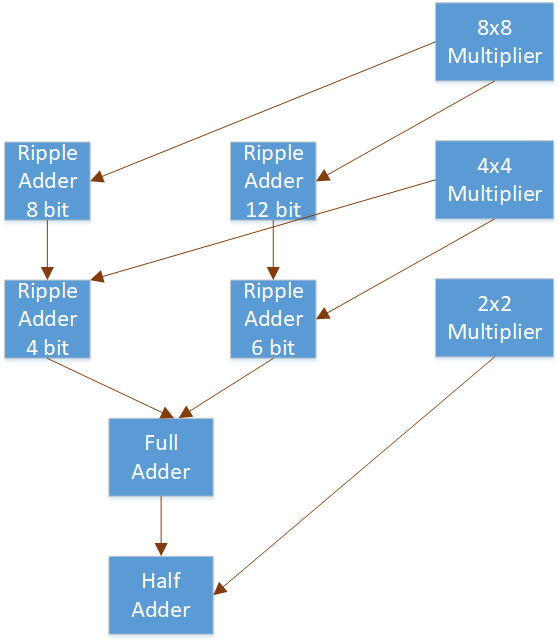 8x8
Multiplier
Ripple
Adder
8 bit
Ripple
Adder
12 bit
4x4
Multiplier
Ripple
Adder
4 bit
Ripple
Adder
6 bit
2x2
Multiplier
Full
Adder
Half
Adder